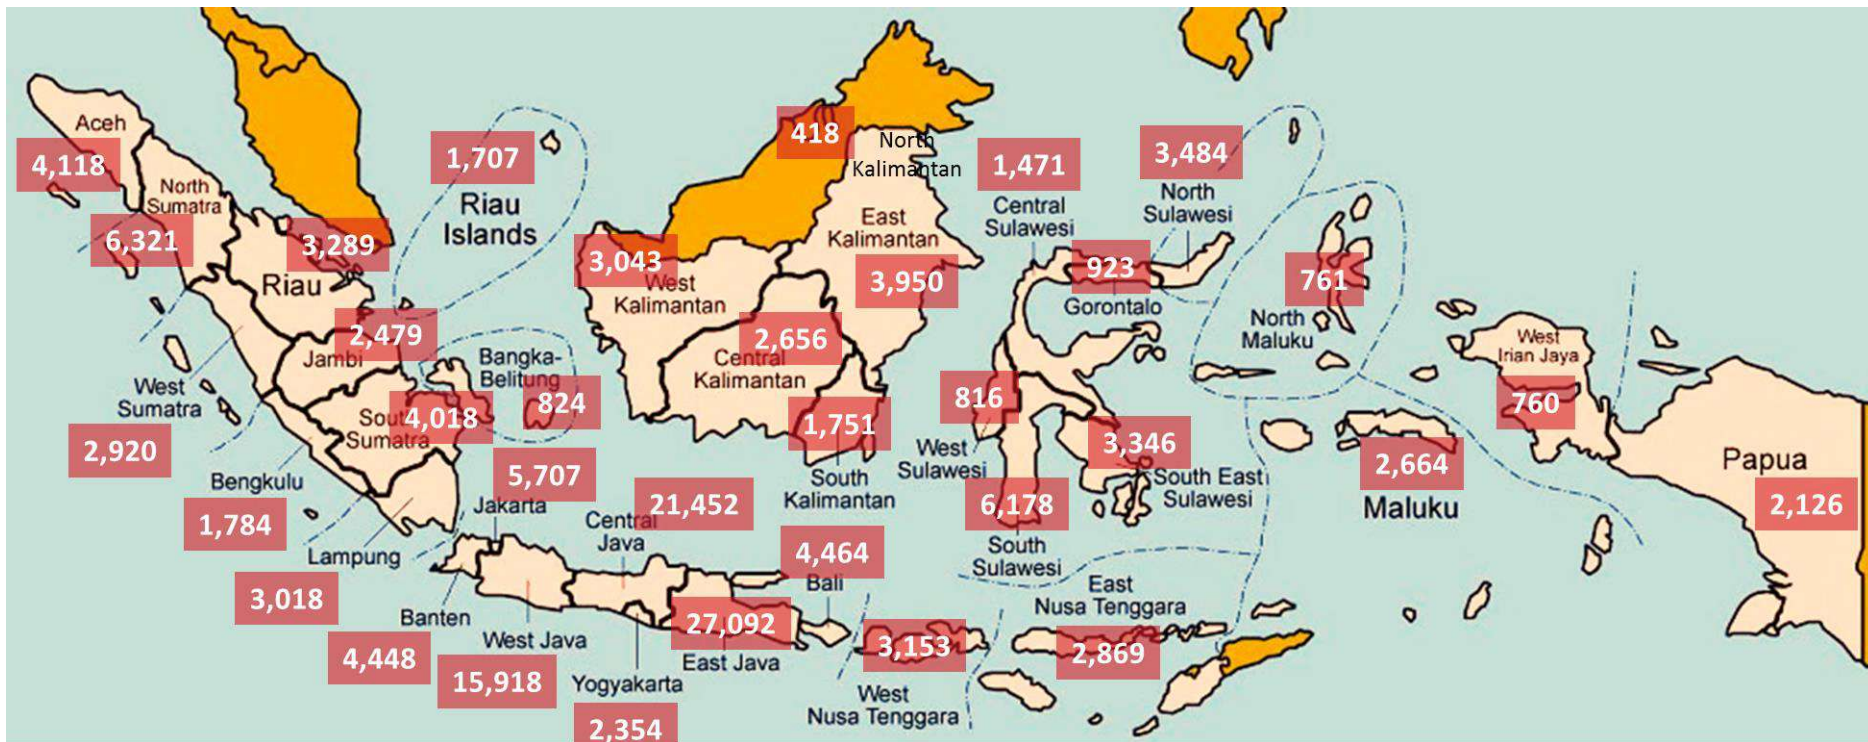 Aceh
4,118
North
Sumatra
6,321
3,289
Riau
1,707
Riau
Islands
2,479
Jambi
West
Sumatra
2,920
Bangka-
Belitung
824
South
Sumatra
4,018
Bengkulu
1,784
Lampung
3,018
5,707
Jakarta
Banten
4,448
West Java
15,918
21,452
Central
Java
Yogyakarta
2,354
27,092
East Java
4,464
Bali
418
North
Kalimantan
East
Kalimantan
3,950
3,043
West
Kalimantan
2,656
Central
Kalimantan
1,751
South
Kalimantan
1,471
Central
Sulawesi
3,484
North
Sulawesi
923
Gorontalo
816
West
Sulawesi
3,346
South East
Sulawesi
6,178
South
Sulawesi
3,153
West
Nusa Tenggara
East
Nusa Tenggara
2,869
761
North
Maluku
2,664
Maluku
West
Irian Jaya
760
Papua
2,126